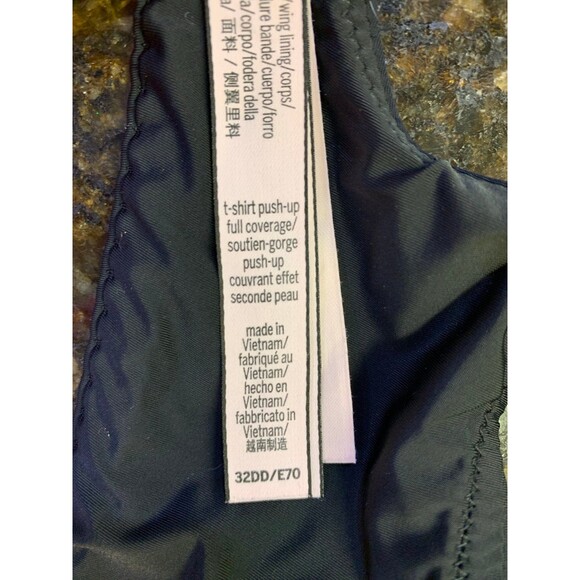 /wing lining/corps/
lure bande/cuerpo/forro
a/corpo/fodera della
a/ 面料 / 侧翼里料
t-shirt push-up
full coverage/
soutien-gorge
push-up
couvrant effet
seconde peau
made in
Vietnam/
fabriqué au
Vietnam/
hecho en
Vietnam/
fabbricato in
Vietnam/
越南制造
32DD/E70